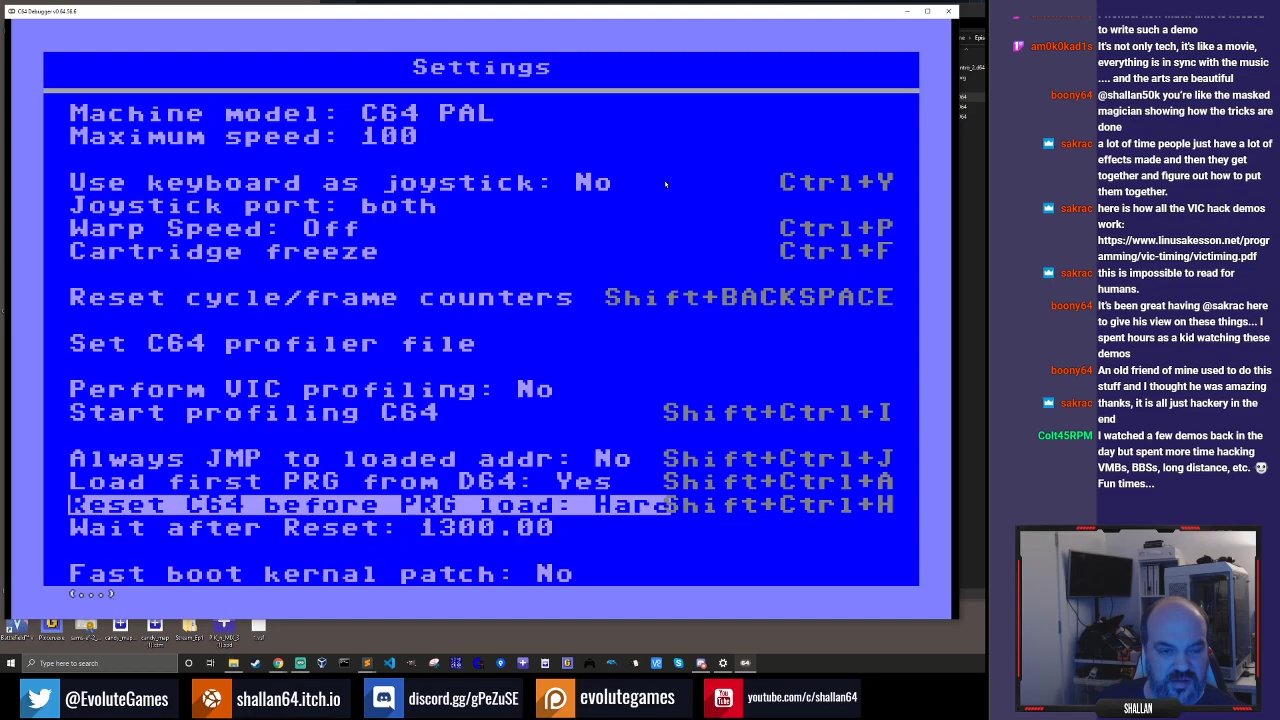 C64 Debugger v0.64.56.6
Settings
Machine model: C64 PAL
Maximum speed: 100
Use keyboard as joystick: No Ctrl+Y
Joystick port: both
Warp Speed: Off Ctrl+P
Cartridge freeze Ctrl+F
Reset cycle/frame counters Shift+BACKSPACE
Set C64 profiler file
Perform VIC profiling: No
Start profiling C64 Shift+Ctrl+I
Always JMP to loaded addr: No Shift+Ctrl+J
Load first PRG from D64: Yes Shift+Ctrl+A
Reset C64 before PRG load: Hard Shift+Ctrl+H
Wait after Reset: 1300.00
Fast boot kernal patch: No
(...)
Type here to search
@EvoluteGames
shallan64.itch.io
discord.gg/gPeZuSE
evolutegames
youtube.com/c/shallan64
to write such a demo
am0k0kad1s It's not only tech, it's like a movie,
everything is in sync with the music
.... and the arts are beautiful
boony64 @shallan50k you're like the masked
magician showing how the tricks are
done
sakrac a lot of time people just have a lot of
effects made and then they get
together and figure out how to put
them together.
sakrac here is how all the VIC hack demos
work:
https://www.linusakesson.net/progr
amming/vic-timing/victiming.pdf
sakrac this is impossible to read for
humans.
boony64 It's been great having @sakrac here
to give his view on these things... I
spent hours as a kid watching these
demos
boony64 An old friend of mine used to do this
stuff and I thought he was amazing
sakrac thanks, it is all just hackery in the
end
Colt45RPM I watched a few demos back in the
day but spent more time hacking
VMBs, BBSs, long distance, etc.
Fun times...
SHALLAN